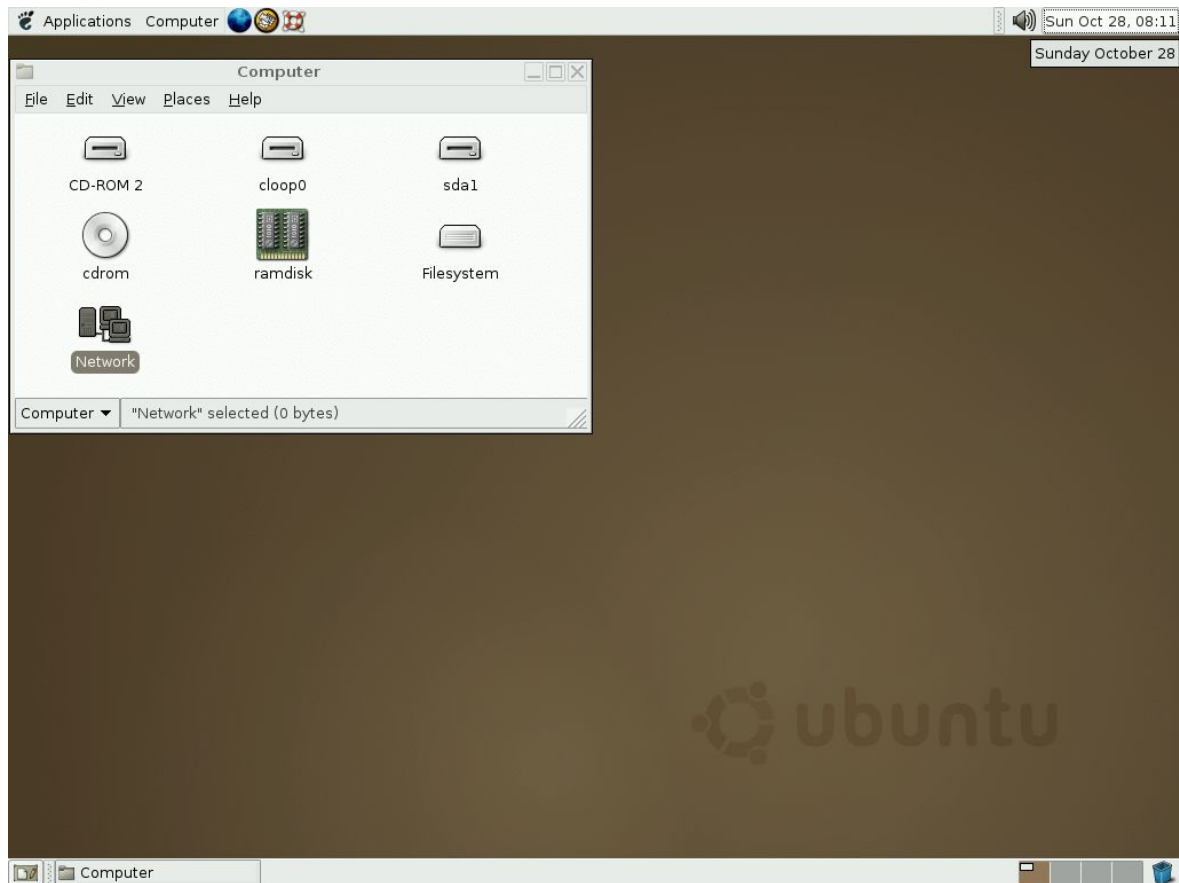 Applications Computer Sun Oct 28, 08:11
Sunday October 28
Computer
File Edit View Places Help
CD-ROM 2 cloop0 sda1
cdrom ramdisk Filesystem
Network
Computer "Network" selected (0 bytes)
ubuntu
Computer